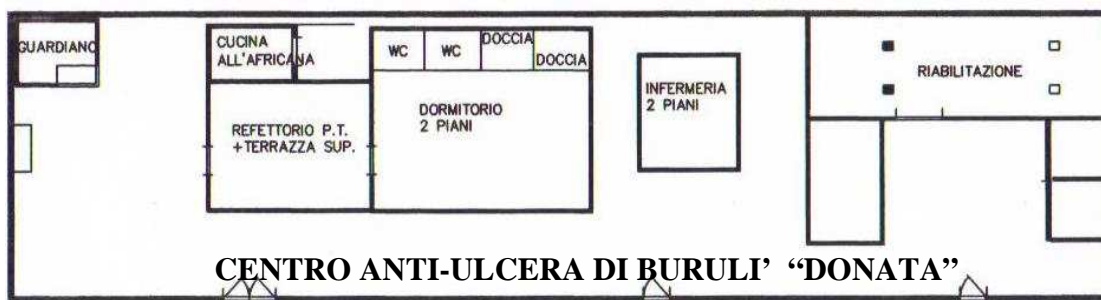 GUARDIANO
CUCINA
ALL'AFRICANA
WC
WC
DOCCIA
DOCCIA
REFETTORIO P.T.
+TERRAZZA SUP.
DORMITORIO
2 PIANI
INFERMERIA
2 PIANI
RIABILITAZIONE
CENTRO ANTI-ULCERA DI BURULI’ “DONATA”